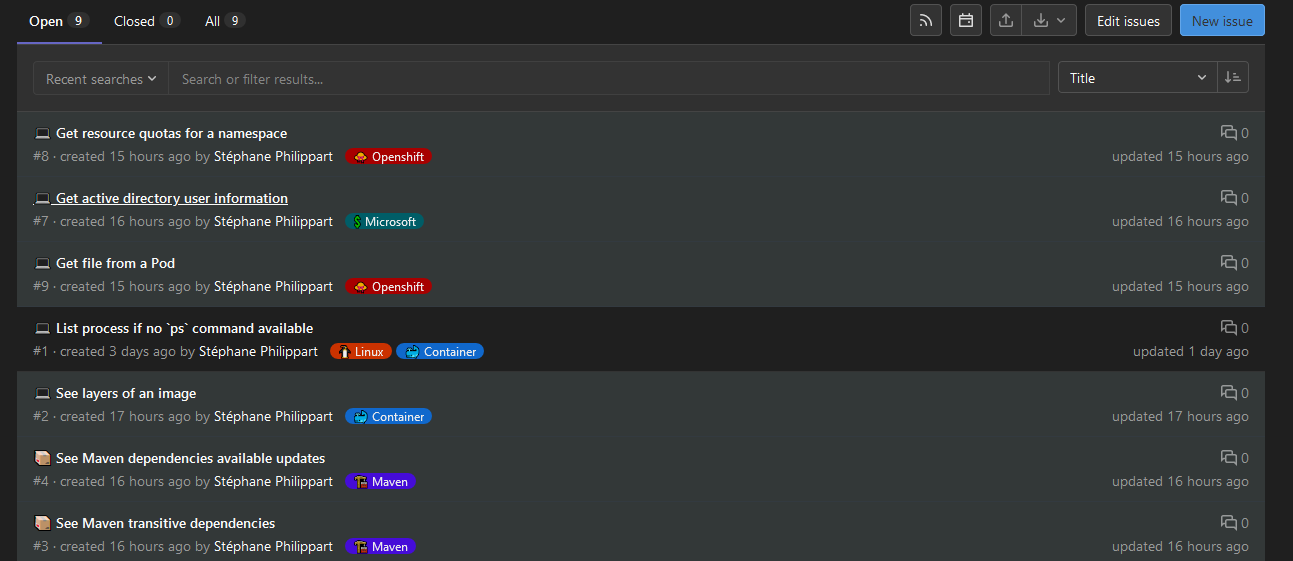 Open 9 Closed 0 All 9 Edit issues New issue
Recent searches Search or filter results... Title
Get resource quotas for a namespace 0
#8 · created 15 hours ago by Stéphane Philippart Openshift updated 15 hours ago
Get active directory user information 0
#7 · created 16 hours ago by Stéphane Philippart Microsoft updated 16 hours ago
Get file from a Pod 0
#9 · created 15 hours ago by Stéphane Philippart Openshift updated 15 hours ago
List process if no `ps` command available 0
#1 · created 3 days ago by Stéphane Philippart Linux Container updated 1 day ago
See layers of an image 0
#2 · created 17 hours ago by Stéphane Philippart Container updated 17 hours ago
See Maven dependencies available updates 0
#4 · created 16 hours ago by Stéphane Philippart Maven updated 16 hours ago
See Maven transitive dependencies 0
#3 · created 16 hours ago by Stéphane Philippart Maven updated 16 hours ago